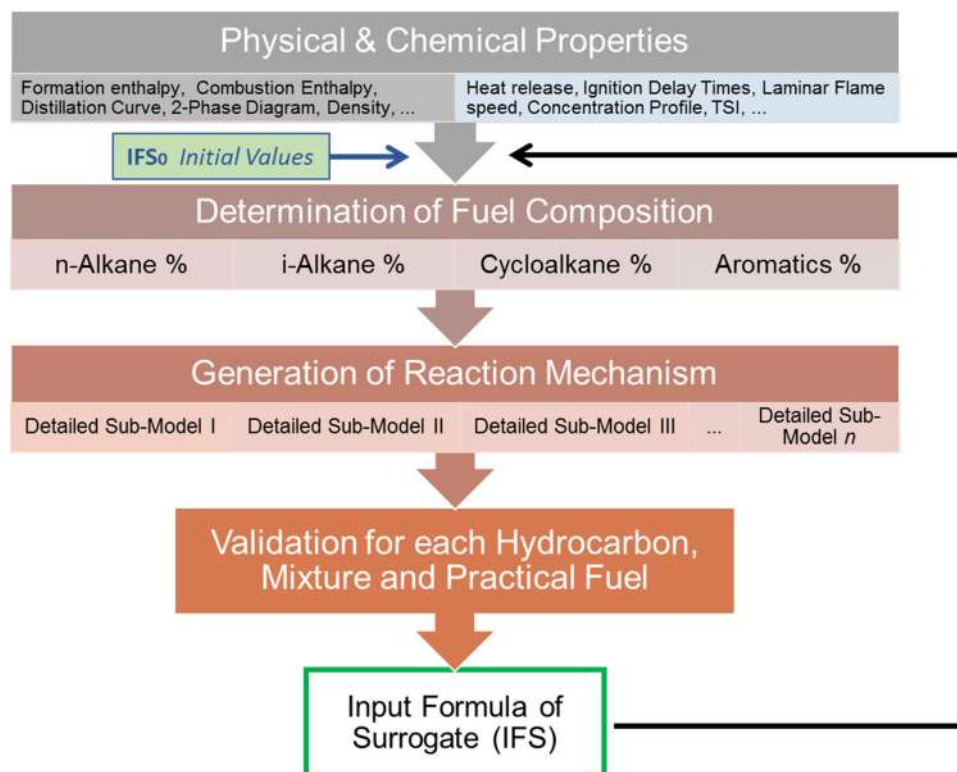 Physical & Chemical Properties
Formation enthalpy, Combustion Enthalpy,
Distillation Curve, 2-Phase Diagram, Density, ...
Heat release, Ignition Delay Times, Laminar Flame
speed, Concentration Profile, TSI, ...
IFS0 Initial Values
Determination of Fuel Composition
n-Alkane %
i-Alkane %
Cycloalkane %
Aromatics %
Generation of Reaction Mechanism
Detailed Sub-Model I
Detailed Sub-Model II
Detailed Sub-Model III
...
Detailed Sub-
Model n
Validation for each Hydrocarbon,
Mixture and Practical Fuel
Input Formula of
Surrogate (IFS)